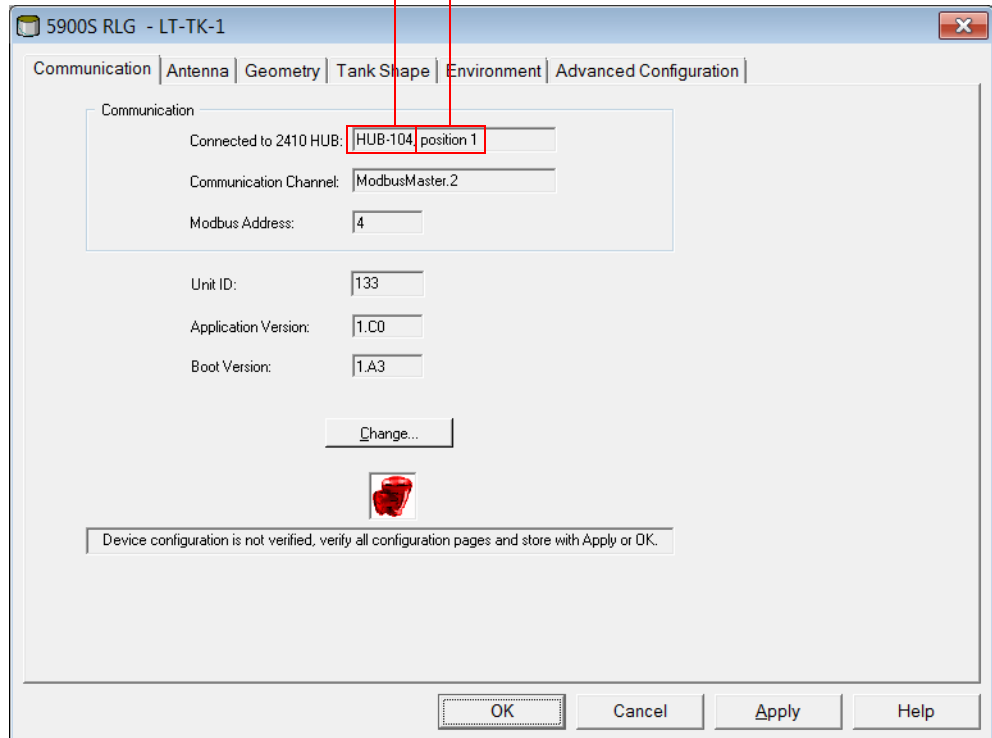 5900S RLG - LT-TK-1
Communication Antenna Geometry Tank Shape Environment Advanced Configuration
Communication
Connected to 2410 HUB: HUB-104, position 1
Communication Channel: ModbusMaster.2
Modbus Address: 4
Unit ID: 133
Application Version: 1.C0
Boot Version: 1.A3
Change...
Device configuration is not verified, verify all configuration pages and store with Apply or OK.
OK Cancel Apply Help